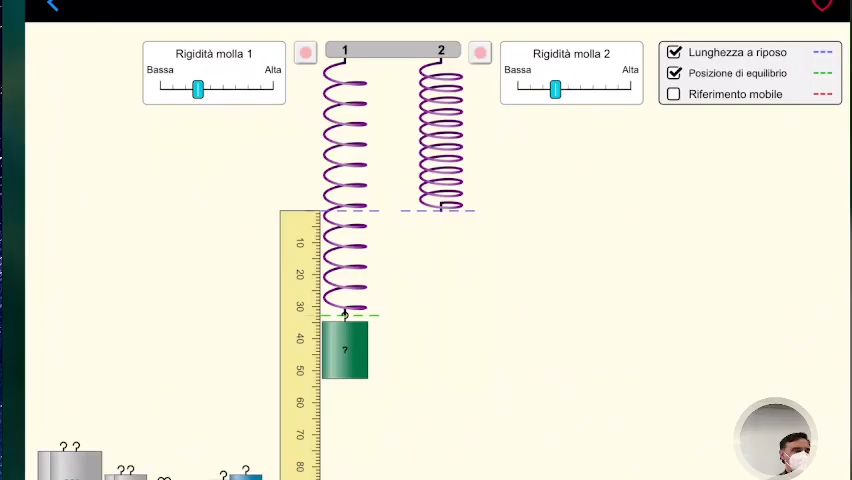 Rigidità molla 1
Bassa Alta
1 2
Rigidità molla 2
Bassa Alta
Lunghezza a riposo
Posizione di equilibrio
Riferimento mobile
10
20
30
40
50
60
70
80
?
? ?
??
?
?